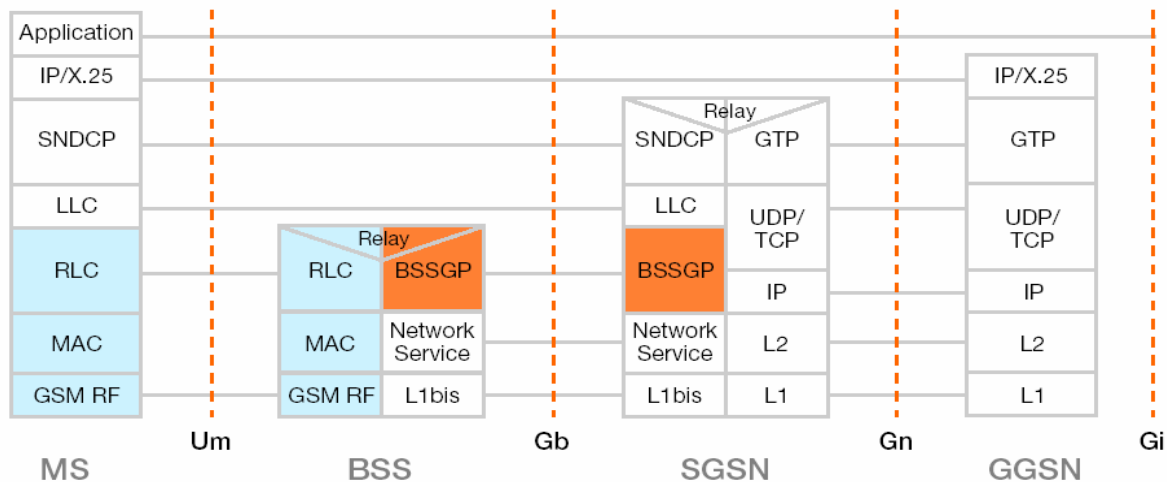 Application
IP/X.25
SNDCP
LLC
RLC
MAC
GSM RF
MS
Um
Relay
RLC
BSSGP
MAC
Network
Service
GSM RF
L1bis
BSS
Gb
Relay
SNDCP
GTP
LLC
UDP/
TCP
BSSGP
IP
Network
Service
L2
L1bis
L1
SGSN
Gn
IP/X.25
GTP
UDP/
TCP
IP
L2
L1
GGSN
Gi